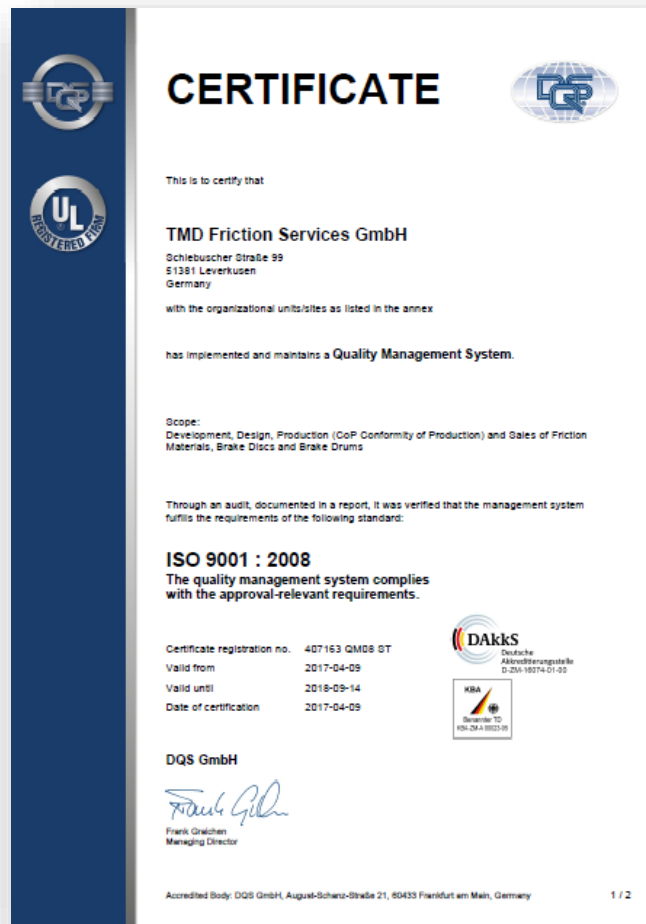 CERTIFICATE
DQS
DQS
UL
®
REGISTERED FIRM
This is to certify that
TMD Friction Services GmbH
Schlebuscher Straße 99
51381 Leverkusen
Germany
with the organizational units/sites as listed in the annex
has implemented and maintains a Quality Management System.
Scope:
Development, Design, Production (CoP Conformity of Production) and Sales of Friction
Materials, Brake Discs and Brake Drums
Through an audit, documented in a report, it was verified that the management system
fulfills the requirements of the following standard:
ISO 9001 : 2008
The quality management system complies
with the approval-relevant requirements.
Certificate registration no. 407163 QM08 ST
Valid from 2017-04-09
Valid until 2018-09-14
Date of certification 2017-04-09
DAkkS
Deutsche
Akkreditierungsstelle
D-ZM-16074-01-00
KBA
Benannter TD
KBA-ZM-A 00023-05
DQS GmbH
Frank Graichen
Managing Director
Accredited Body: DQS GmbH, August-Schanz-Straße 21, 60433 Frankfurt am Main, Germany 1 / 2